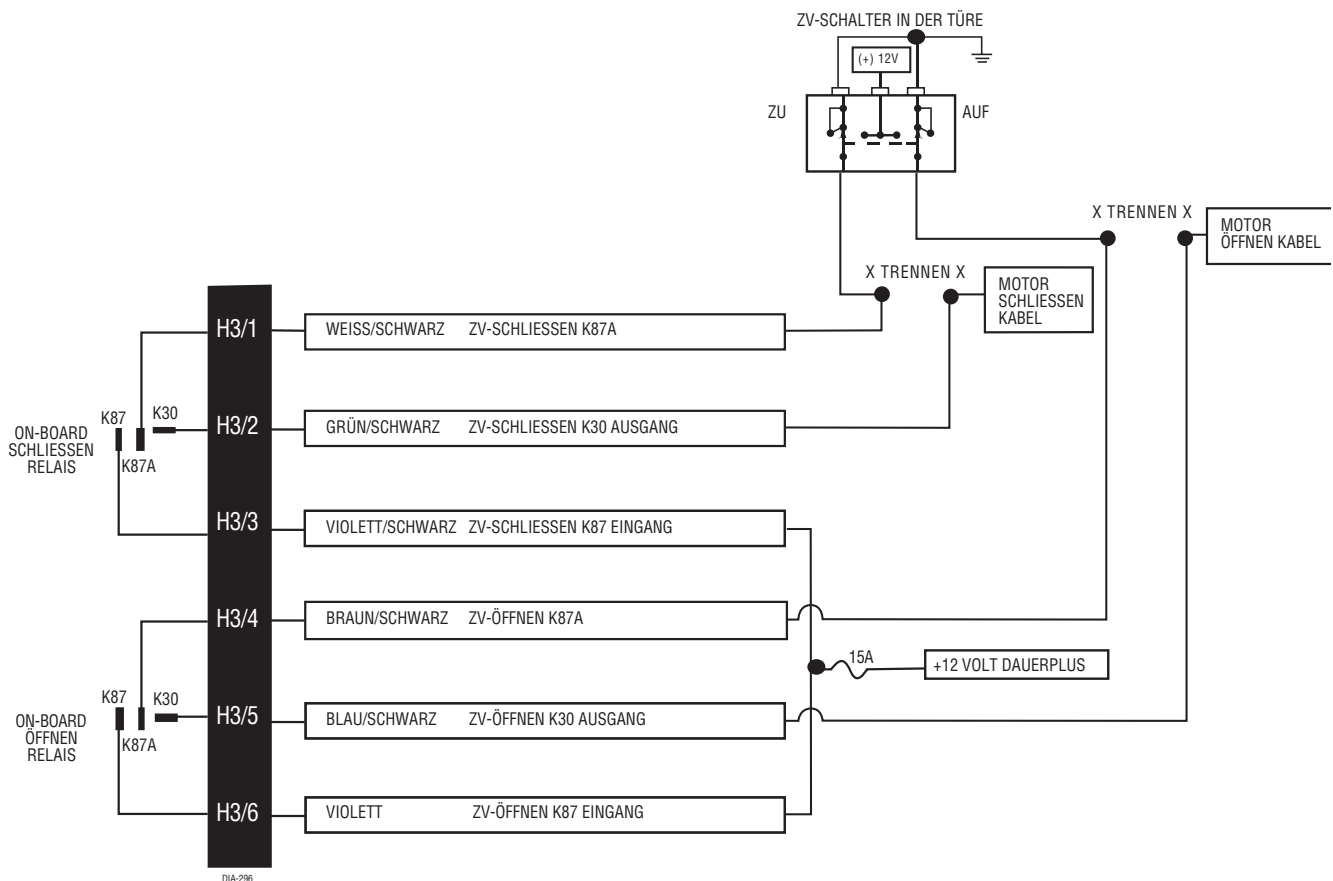 ZV-SCHALTER IN DER TÜRE
(+) 12V
ZU
AUF
X TRENNEN X
MOTOR
ÖFFNEN KABEL
X TRENNEN X
MOTOR
SCHLIESSEN
KABEL
H3/1
WEISS/SCHWARZ ZV-SCHLIESSEN K87A
K87
K30
K87A
ON-BOARD
SCHLIESSEN
RELAIS
H3/2
GRÜN/SCHWARZ ZV-SCHLIESSEN K30 AUSGANG
H3/3
VIOLETT/SCHWARZ ZV-SCHLIESSEN K87 EINGANG
H3/4
BRAUN/SCHWARZ ZV-ÖFFNEN K87A
15A
+12 VOLT DAUERPLUS
K87
K30
K87A
ON-BOARD
ÖFFNEN
RELAIS
H3/5
BLAU/SCHWARZ ZV-ÖFFNEN K30 AUSGANG
H3/6
VIOLETT ZV-ÖFFNEN K87 EINGANG
DIA-296